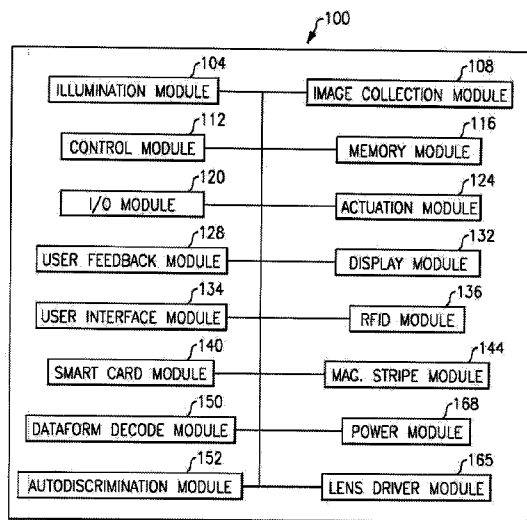 100
104 108
ILLUMINATION MODULE IMAGE COLLECTION MODULE
112 116
CONTROL MODULE MEMORY MODULE
120 124
I/O MODULE ACTUATION MODULE
128 132
USER FEEDBACK MODULE DISPLAY MODULE
134 136
USER INTERFACE MODULE RFID MODULE
140 144
SMART CARD MODULE MAG. STRIPE MODULE
150 168
DATAFORM DECODE MODULE POWER MODULE
152 165
AUTODISCRIMINATION MODULE LENS DRIVER MODULE